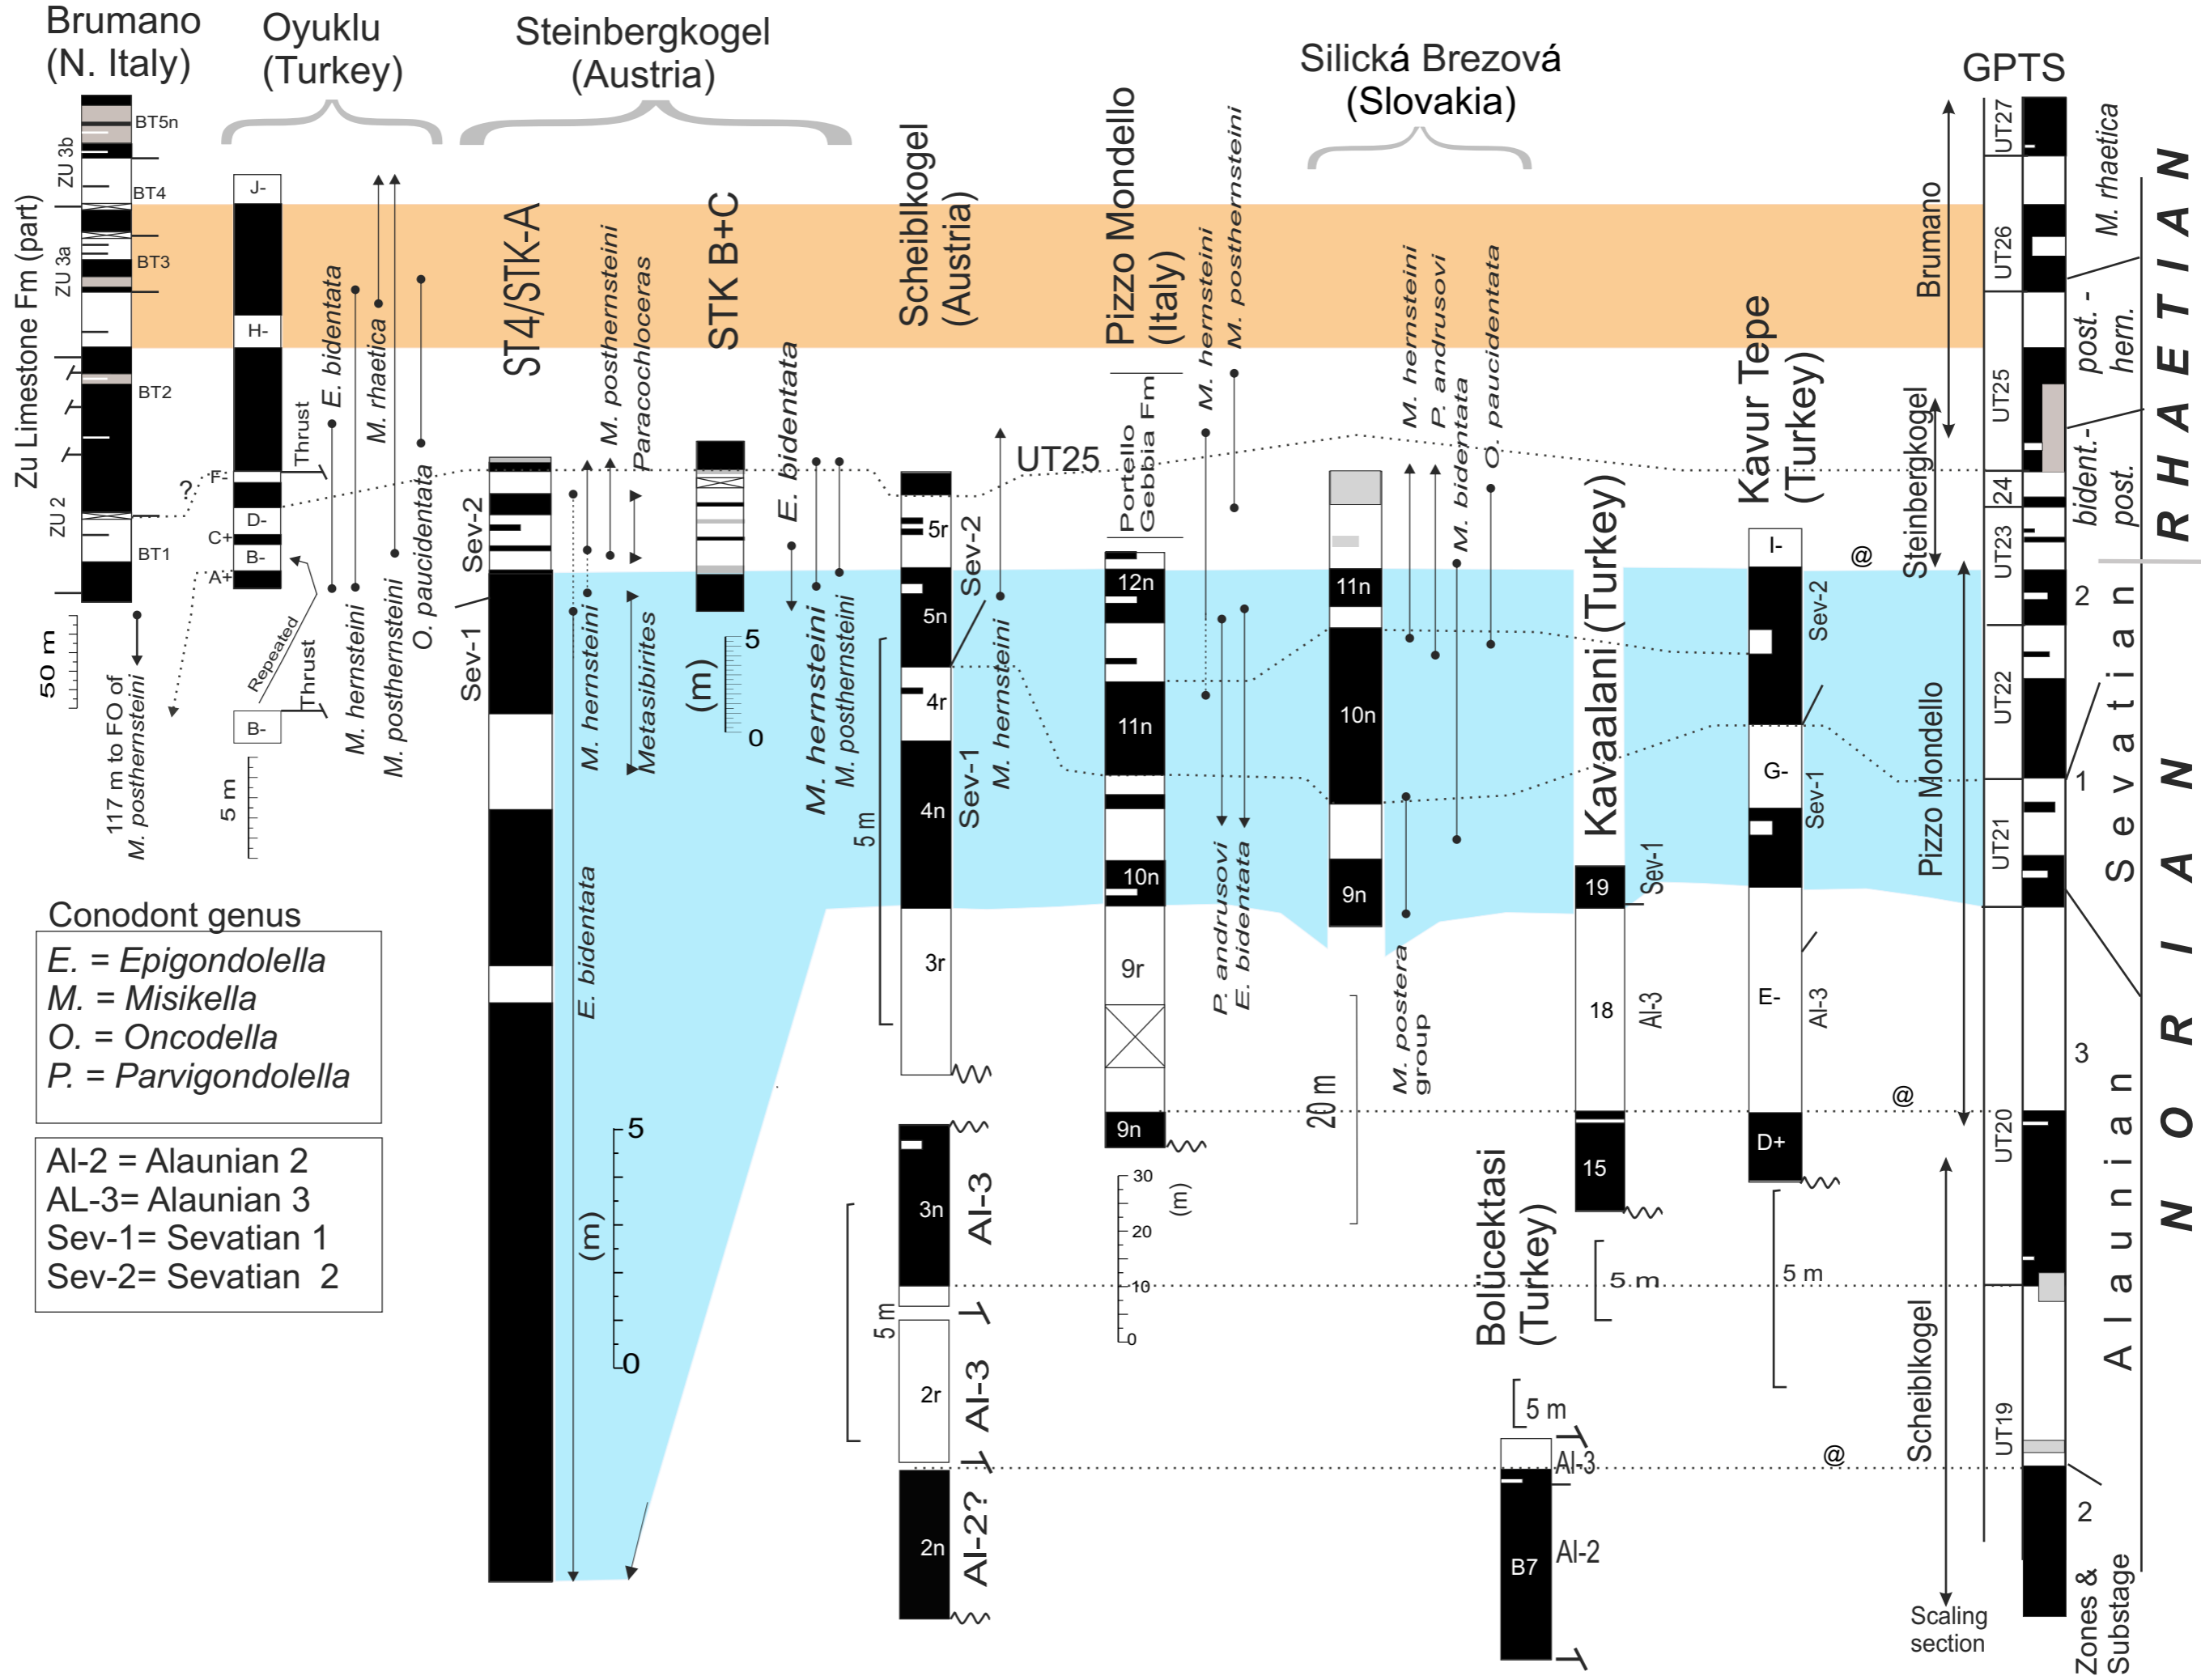 Brumano
(N. Italy)
Oyuklu
(Turkey)
Steinbergkogel
(Austria)
Silická Brezová
(Slovakia)
GPTS
Zu Limestone Fm (part)
ZU 3b
ZU 3a
ZU 2
BT5n
BT4
BT3
BT2
BT1
50 m
117 m to FO of
M. posthernsteini
?
J-
H-
F-
D-
C+
B-
A+
B-
Thrust
Repeated
Thrust
5 m
E. bidentata
M. rhaetica
M. hernsteini
M. posthernsteini
O. paucidentata
ST4/STK-A
Sev-2
Sev-1
M. posthernsteini
Paracochloceras
M. hernsteini
Metasibirites
E. bidentata
5
(m)
0
STK B+C
5
(m)
0
E. bidentata
M. hernsteini
M. posthernsteini
Scheiblkogel
(Austria)
5r
5n
4r
4n
3r
3n
2r
2n
Sev-2
Sev-1
Al-3
Al-3
Al-2??
5 m
5 m
M. hernsteini
UT25
Pizzo Mondello
(Italy)
Portello
Gebbia Fm
12n
11n
10n
9r
9n
30
20
10
0
(m)
M. hernsteini
M. posthernsteini
P. andrusovi
E. bidentata
11n
10n
9n
20 m
M. hernsteini
P. andrusovi
M. bidentata
O. paucidentata
M. postera
group
Kavaalani (Turkey)
19
18
15
Sev-1
Al-3
5 m
Bolücektasi
(Turkey)
5 m
Al-3
Al-2
B7
Kavur Tepe
(Turkey)
I-
G-
E-
D+
Sev-2
Sev-1
Al-3
5 m
@
@
@
Brumano
Steinbergkogel
Pizzo Mondello
Scheiblkogel
Scaling
section
UT27
UT26
UT25
24
UT23
UT22
UT21
UT20
UT19
M. rhaetica
post. -
hern.
bident.-
post.
2
1
3
2
Sevatian
Alaunian
RHAETIAN
NORIAN
Zones &
Substage
Conodont genus
E. = Epigondolella
M. = Misikella
O. = Oncodella
P. = Parvigondolella
Al-2 = Alaunian 2
AL-3= Alaunian 3
Sev-1= Sevatian 1
Sev-2= Sevatian 2